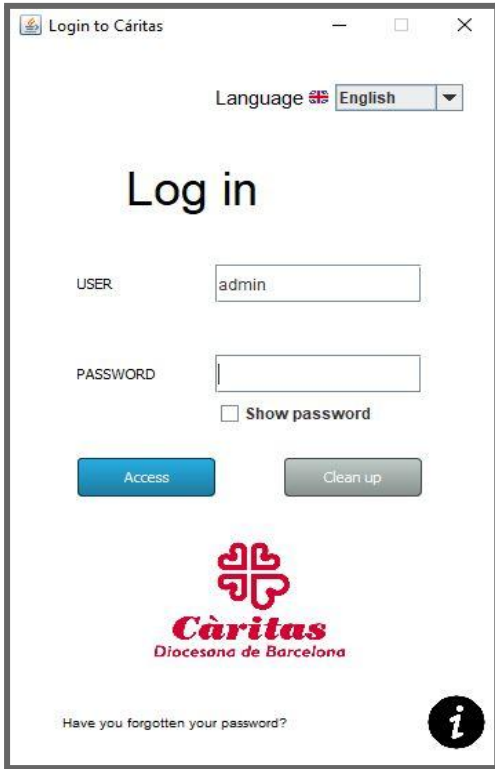 Login to Cáritas
Language English
Log in
USER admin
PASSWORD
Show password
Access Clean up
Càritas
Diocesana de Barcelona
Have you forgotten your password? i